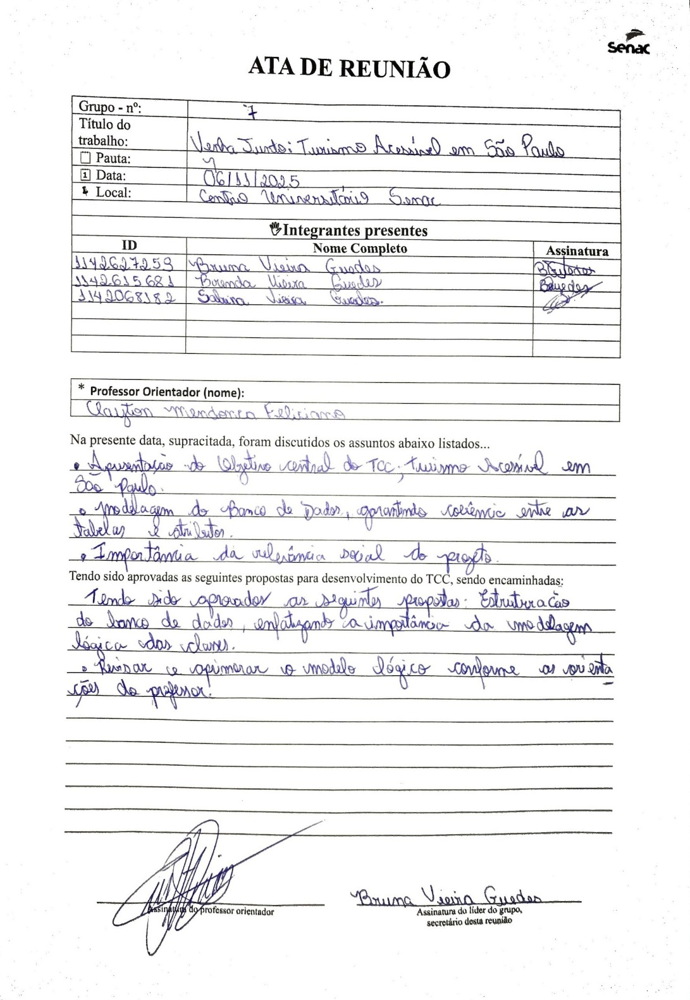 Senac
ATA DE REUNIÃO
Grupo - nº: 7
Título do
trabalho: Venha Junto: Turismo Acessível em São Paulo
Pauta: 4
Data: 06/11/2025
Local: Centro Universitário Senac
Integrantes presentes
ID Nome Completo Assinatura
1142627259 Bruna Vieira Guedes BGuedes
1142615681 Brenda Vieira Guedes BGuedes
1142068182 Sabrina Vieira Guedes.
* Professor Orientador (nome):
Clayton Mendonca Feliciano
Na presente data, supracitada, foram discutidos os assuntos abaixo listados...
• Apresentação do Objetivo central do TCC; Turismo Acessível em
São Paulo.
• Modelagem do Banco de Dados, garantindo coerência entre as
tabelas e atributos.
• Importância da relevância social do projeto.
Tendo sido aprovadas as seguintes propostas para desenvolvimento do TCC, sendo encaminhadas:
Tendo sido aprovados as seguintes propostas: Estruturação
do banco de dados, enfatizando a importância da modelagem
lógica das classes.
• Revisar e aprimorar o modelo lógico conforme as orienta
ções do professor.
Assinatura do professor orientador
Bruna Vieira Guedes
Assinatura do líder do grupo,
secretário desta reunião